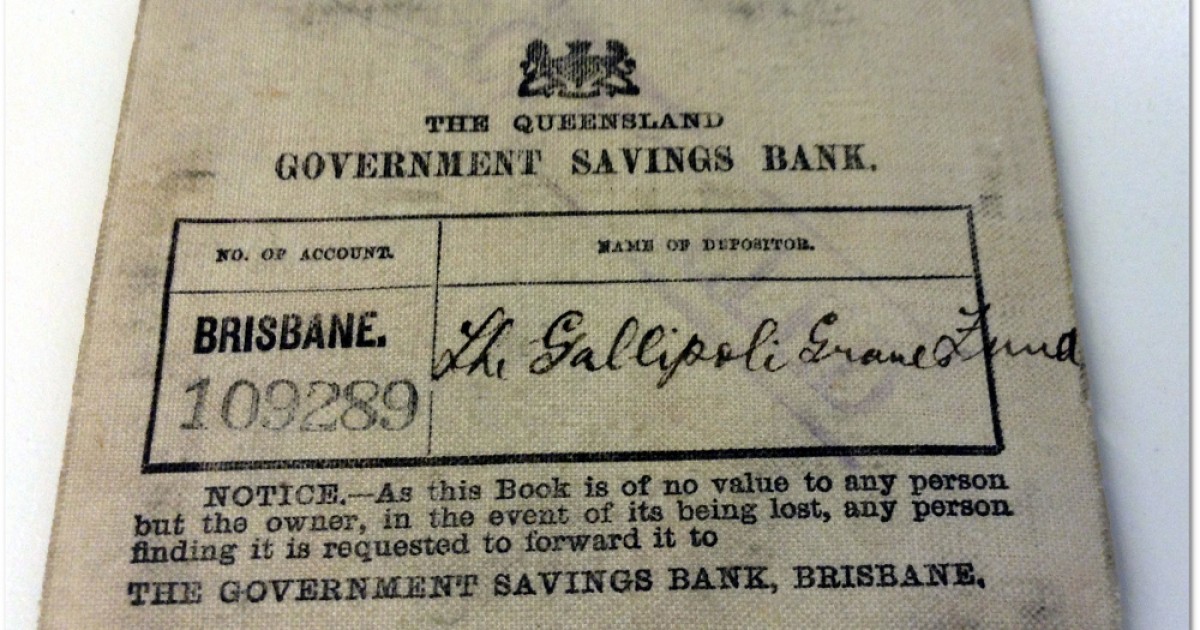 THE QUEENSLAND
GOVERNMENT SAVINGS BANK.
NO. OF ACCOUNT.
NAME OF DEPOSITOR.
BRISBANE.
109289
The Gallipoli Graves Fund
NOTICE.—As this Book is of no value to any person
but the owner, in the event of its being lost, any person
finding it is requested to forward it to
THE GOVERNMENT SAVINGS BANK, BRISBANE.